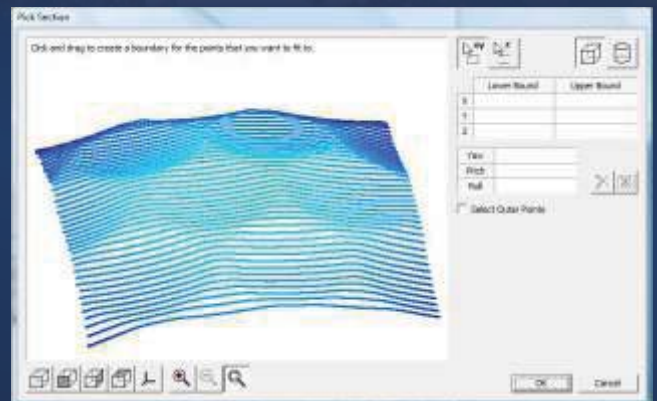 Pick Section
Click and drag to create a boundary for the points that you want to fit to.
Lower Bound Upper Bound
X
Y
Z
Yaw
Pitch
Roll
Select Outer Points
OK Cancel